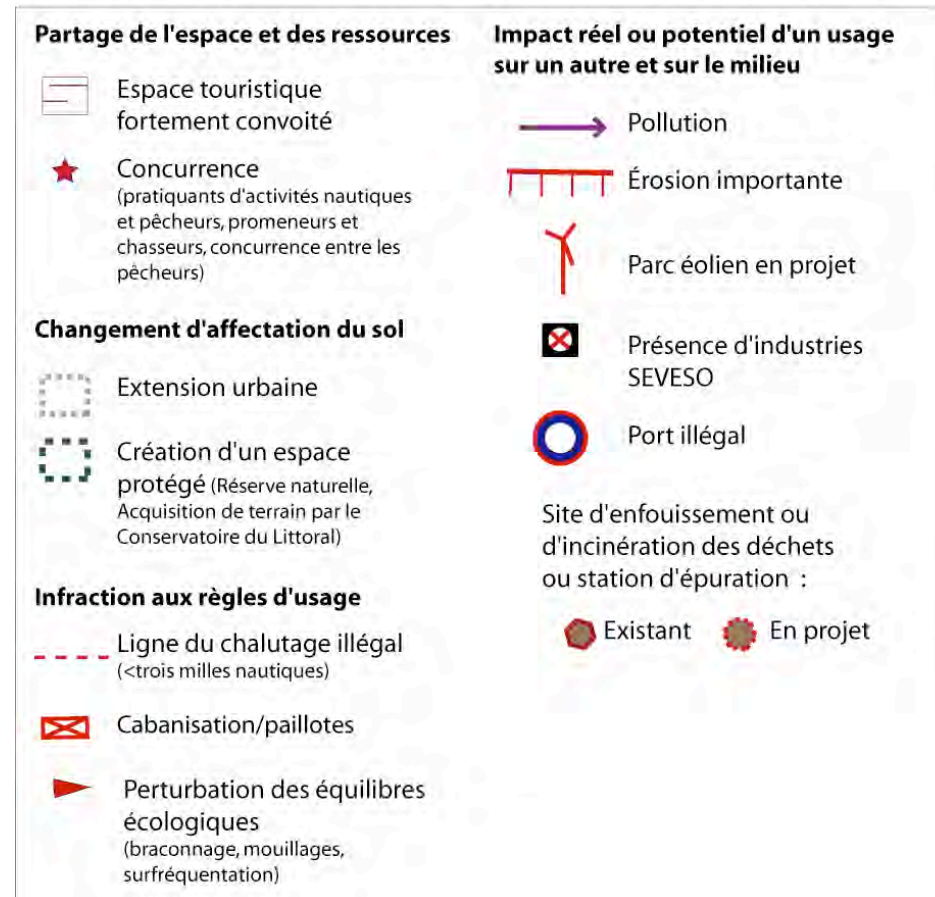 Partage de l'espace et des ressources
Espace touristique
fortement convoité
Concurrence
(pratiquants d'activités nautiques
et pêcheurs, promeneurs et
chasseurs, concurrence entre les
pêcheurs)
Changement d'affectation du sol
Extension urbaine
Création d'un espace
protégé (Réserve naturelle,
Acquisition de terrain par le
Conservatoire du Littoral)
Infraction aux règles d'usage
Ligne du chalutage illégal
(<trois milles nautiques)
Cabanisation/paillotes
Perturbation des équilibres
écologiques
(braconnage, mouillages,
surfréquentation)
Impact réel ou potentiel d'un usage
sur un autre et sur le milieu
Pollution
Érosion importante
Parc éolien en projet
Présence d'industries
SEVESO
Port illégal
Site d'enfouissement ou
d'incinération des déchets
ou station d'épuration :
Existant En projet